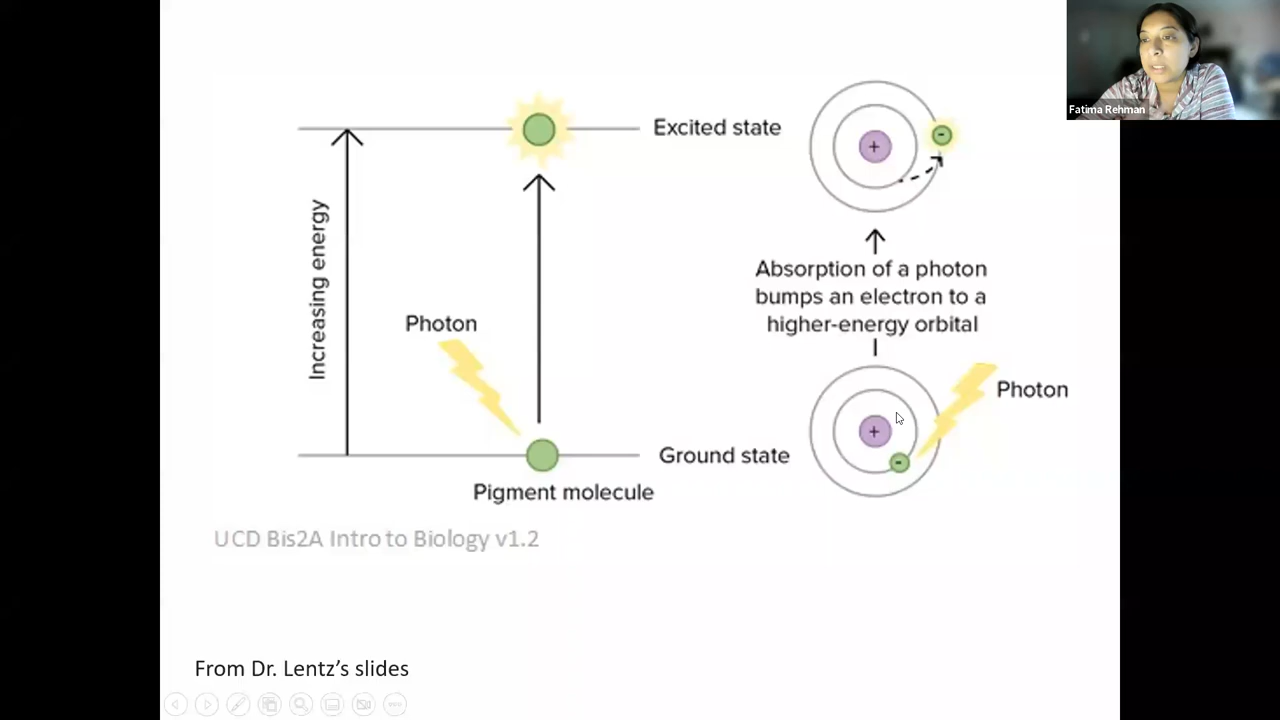 Fatima Rehman
Excited state
Increasing energy
Absorption of a photon
bumps an electron to a
higher-energy orbital
Photon
Photon
Ground state
Pigment molecule
UCD Bis2A Intro to Biology v1.2
From Dr. Lentz's slides
+
-
+
-